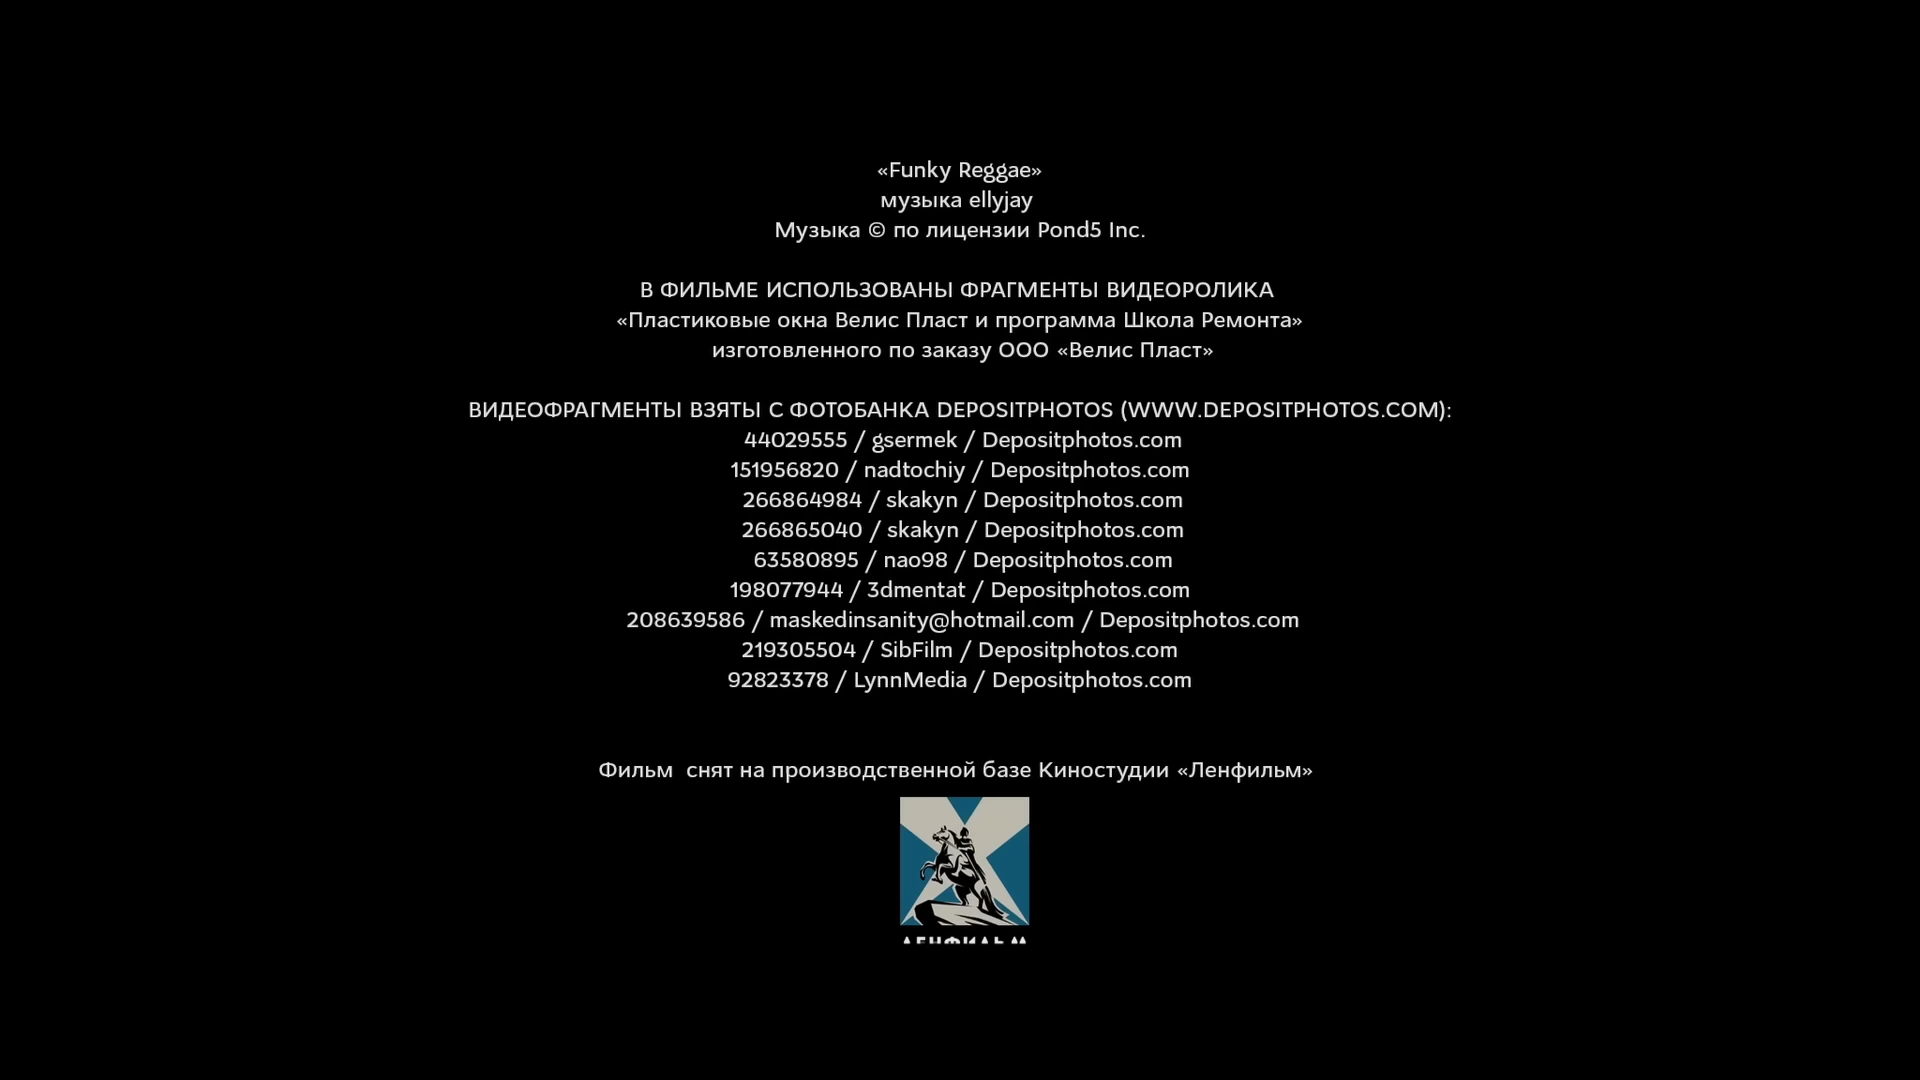 «Funky Reggae»
музыка ellyjay
Музыка © по лицензии Pond5 Inc.
В ФИЛЬМЕ ИСПОЛЬЗОВАНЫ ФРАГМЕНТЫ ВИДЕОРОЛИКА
«Пластиковые окна Велис Пласт и программа Школа Ремонта»
изготовленного по заказу ООО «Велис Пласт»
ВИДЕОФРАГМЕНТЫ ВЗЯТЫ С ФОТОБАНКА DEPOSITPHOTOS (WWW.DEPOSITPHOTOS.COM):
44029555 / gsermek / Depositphotos.com
151956820 / nadtochiy / Depositphotos.com
266864984 / skakyn / Depositphotos.com
266865040 / skakyn / Depositphotos.com
63580895 / nao98 / Depositphotos.com
198077944 / 3dmentat / Depositphotos.com
208639586 / maskedinsanity@hotmail.com / Depositphotos.com
219305504 / SibFilm / Depositphotos.com
92823378 / LynnMedia / Depositphotos.com
Фильм  снят на производственной базе Киностудии «Ленфильм»
ЛЕНФИЛЬМ